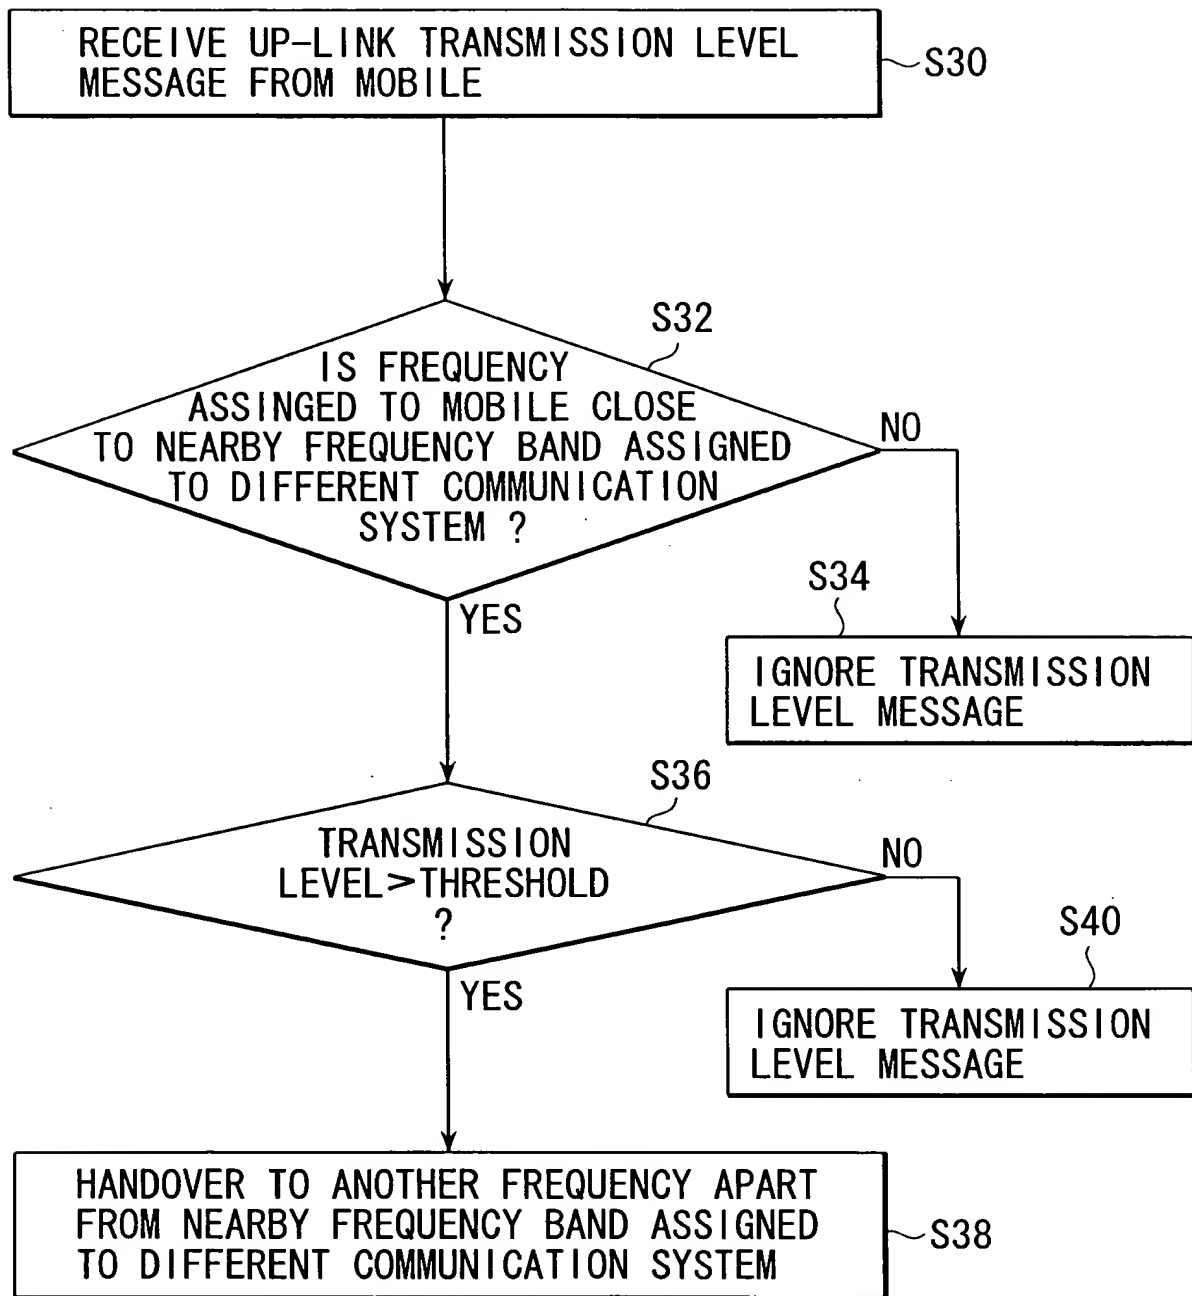 RECEIVE UP-LINK TRANSMISSION LEVEL
MESSAGE FROM MOBILE
S30
S32
IS FREQUENCY
ASSINGED TO MOBILE CLOSE
TO NEARBY FREQUENCY BAND ASSIGNED
TO DIFFERENT COMMUNICATION
SYSTEM ?
NO
YES
S34
IGNORE TRANSMISSION
LEVEL MESSAGE
S36
TRANSMISSION
LEVEL>THRESHOLD
?
NO
YES
S40
IGNORE TRANSMISSION
LEVEL MESSAGE
HANDOVER TO ANOTHER FREQUENCY APART
FROM NEARBY FREQUENCY BAND ASSIGNED
TO DIFFERENT COMMUNICATION SYSTEM
S38